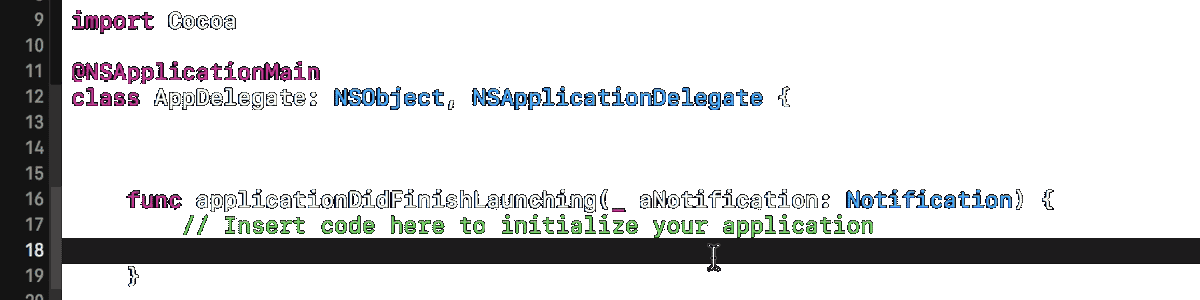 9 import Cocoa
10
11 @NSApplicationMain
12 class AppDelegate: NSObject, NSApplicationDelegate {
13
14
15
16 func applicationDidFinishLaunching(_ aNotification: Notification) {
17 // Insert code here to initialize your application
18
19 }